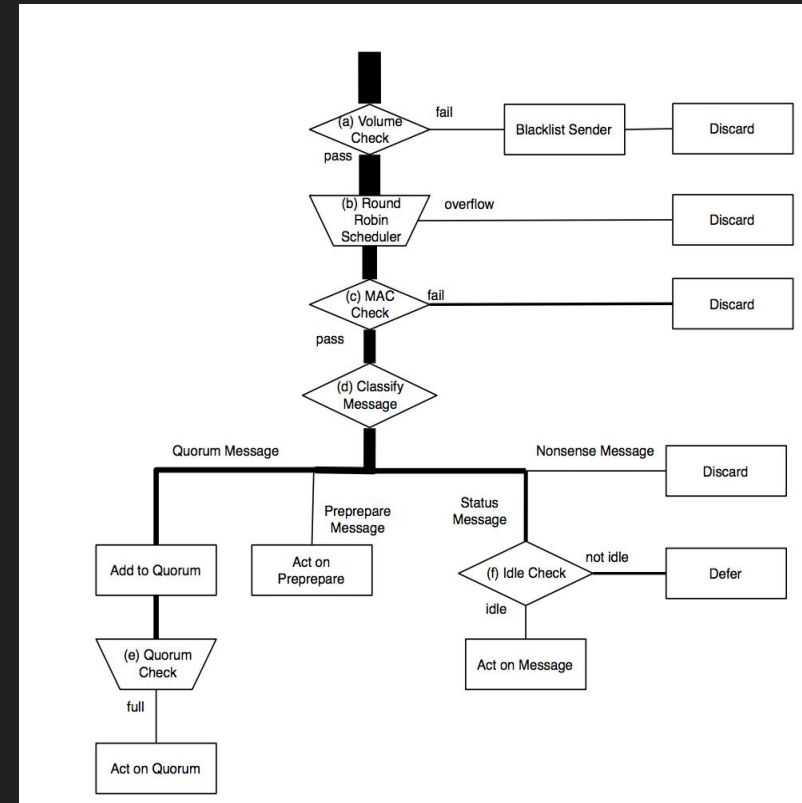 fail
(a) Volume
Check
Blacklist Sender
Discard
pass
(b) Round
Robin
Scheduler
overflow
Discard
(c) MAC
Check
fail
Discard
pass
(d) Classify
Message
Quorum Message
Nonsense Message
Discard
Preprepare
Message
Status
Message
Add to Quorum
Act on
Preprepare
(f) Idle Check
not idle
Defer
idle
(e) Quorum
Check
Act on Message
full
Act on Quorum